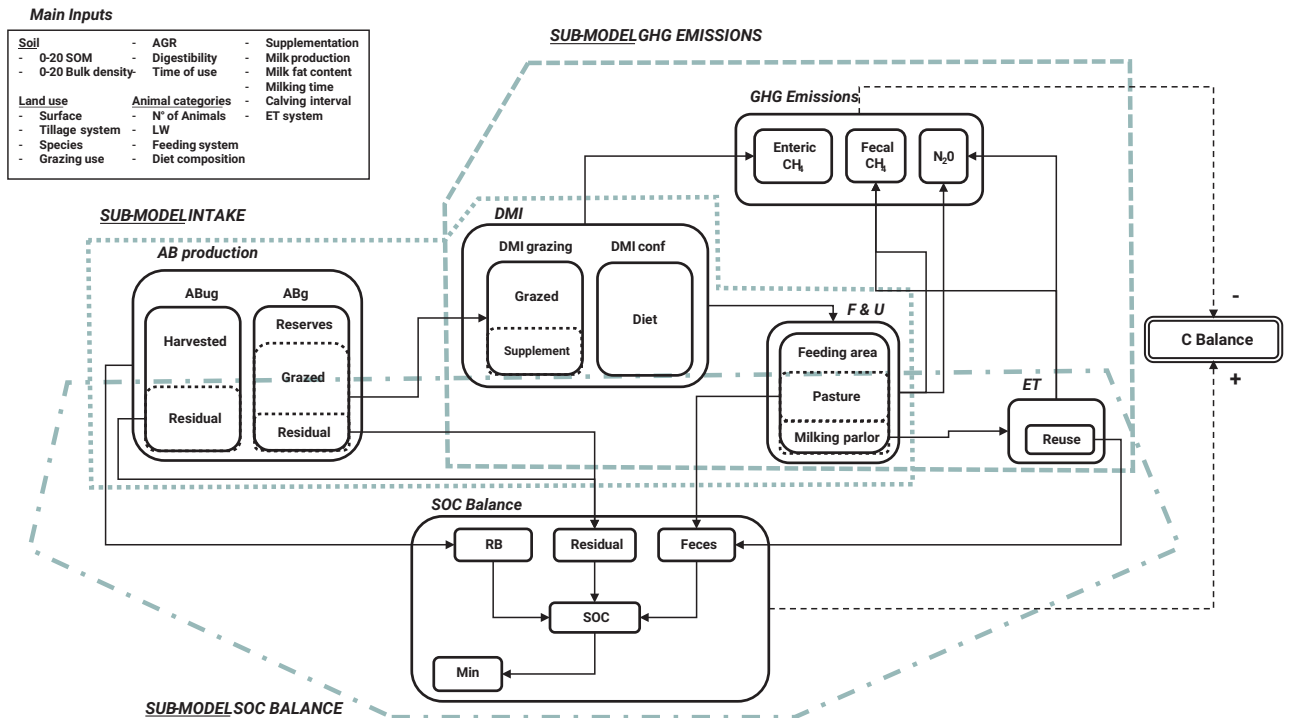 Main Inputs
Soil
- 0-20 SOM
- 0-20 Bulk density
Land use
- Surface
- Tillage system
- Species
- Grazing use
- AGR
- Digestibility
- Time of use
Animal categories
- N° of Animals
- LW
- Feeding system
- Diet composition
- Supplementation
- Milk production
- Milk fat content
- Milking time
- Calving interval
- ET system
SUB-MODEL GHG EMISSIONS
GHG Emissions
Enteric
CH₄
Fecal
CH₄
N₂0
SUB-MODEL INTAKE
AB production
ABug
Harvested
Residual
ABg
Reserves
Grazed
Residual
DMI
DMI grazing
Grazed
Supplement
DMI conf
Diet
F & U
Feeding area
Pasture
Milking parlor
ET
Reuse
-
C Balance
+
SOC Balance
RB
Residual
Feces
SOC
Min
SUB-MODEL SOC BALANCE